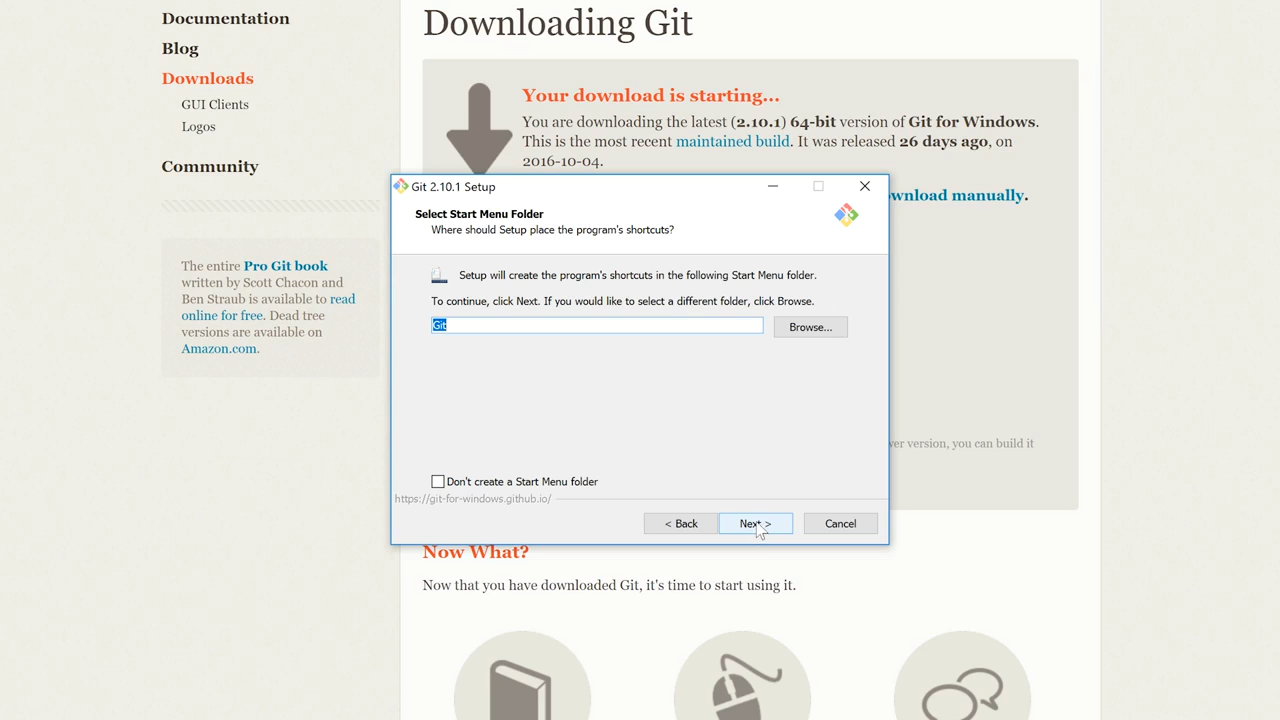 Documentation
Blog
Downloads
GUI Clients
Logos
Community
The entire Pro Git book
written by Scott Chacon and
Ben Straub is available to read
online for free. Dead tree
versions are available on
Amazon.com.
Downloading Git
Your download is starting...
You are downloading the latest (2.10.1) 64-bit version of Git for Windows.
This is the most recent maintained build. It was released 26 days ago, on
2016-10-04.
manually.
version, you can build it
Git 2.10.1 Setup
Select Start Menu Folder
Where should Setup place the program's shortcuts?
Setup will create the program's shortcuts in the following Start Menu folder.
To continue, click Next. If you would like to select a different folder, click Browse.
Git
Browse...
Don't create a Start Menu folder
https://git-for-windows.github.io/
< Back
Next >
Cancel
Now What?
Now that you have downloaded Git, it's time to start using it.